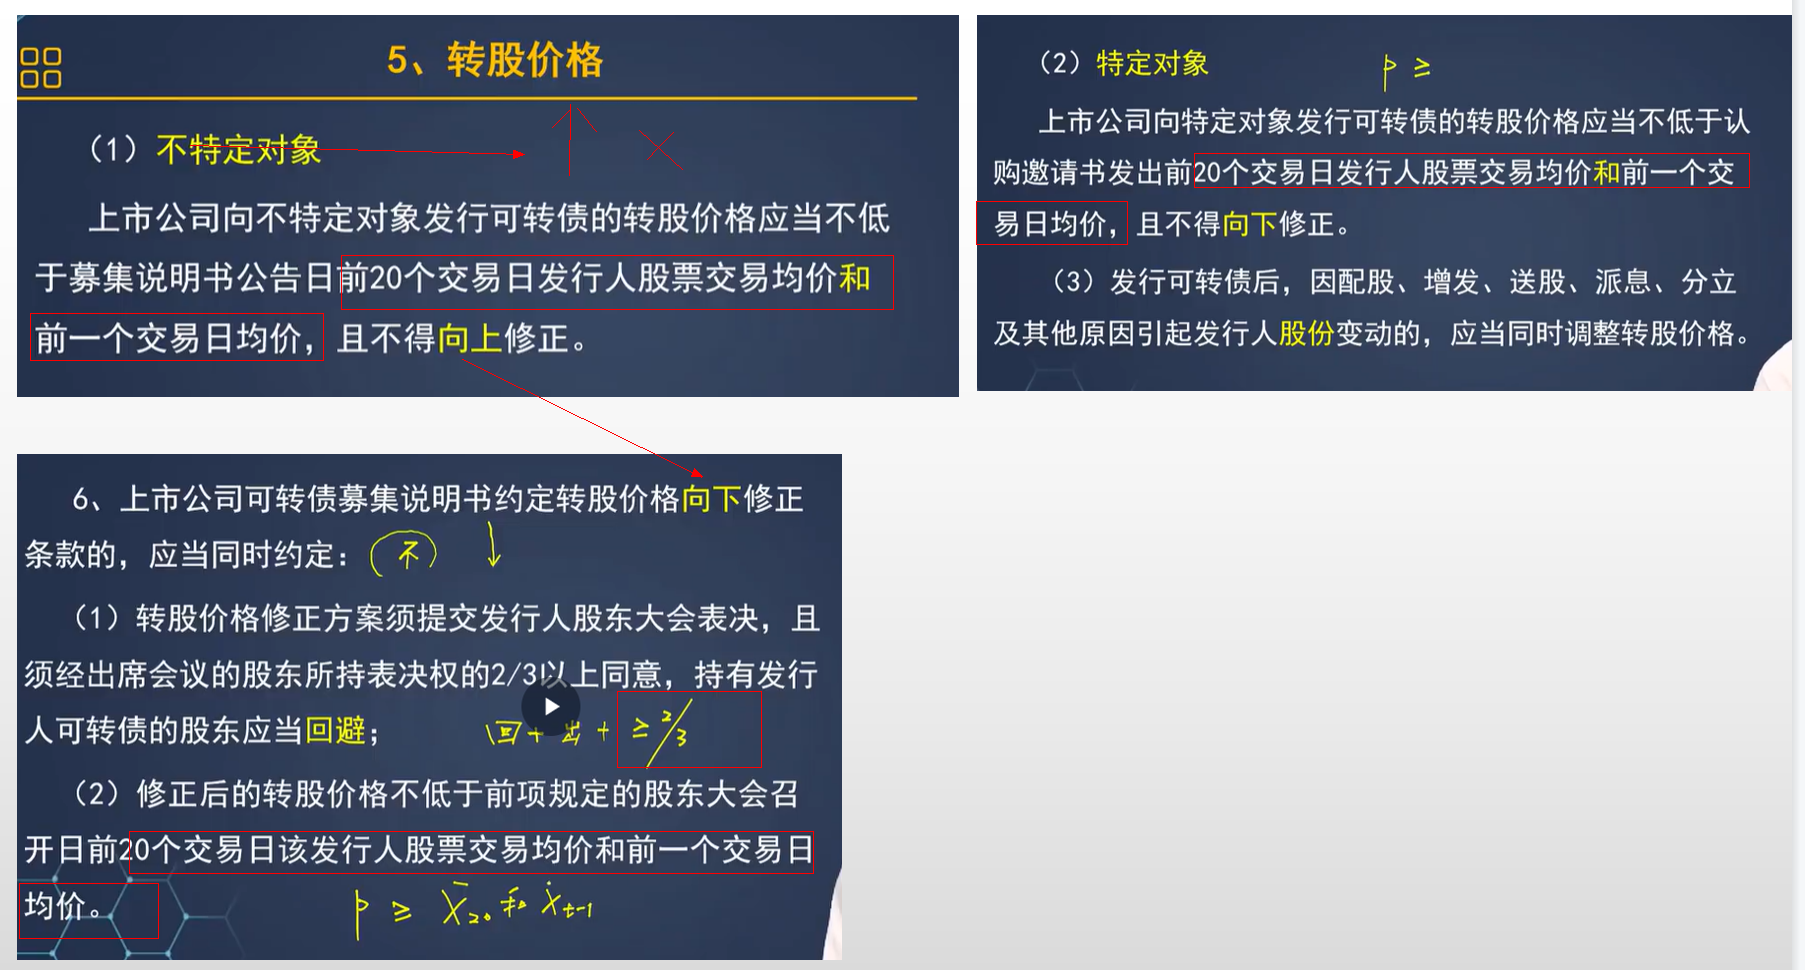 5、转股价格
（1）不特定对象
上市公司向不特定对象发行可转债的转股价格应当不低
于募集说明书公告日前20个交易日发行人股票交易均价和
前一个交易日均价，且不得向上修正。
（2）特定对象
p ≥
上市公司向特定对象发行可转债的转股价格应当不低于认
购邀请书发出前20个交易日发行人股票交易均价和前一个交
易日均价，且不得向下修正。
（3）发行可转债后，因配股、增发、送股、派息、分立
及其他原因引起发行人股份变动的，应当同时调整转股价格。
6、上市公司可转债募集说明书约定转股价格向下修正
条款的，应当同时约定：（不）↓
（1）转股价格修正方案须提交发行人股东大会表决，且
须经出席会议的股东所持表决权的2/3以上同意，持有发行
人可转债的股东应当回避；
回+出+ ≥2/3
（2）修正后的转股价格不低于前项规定的股东大会召
开日前20个交易日该发行人股票交易均价和前一个交易日
均价。
p ≥ X̄20和 Ẋt-1